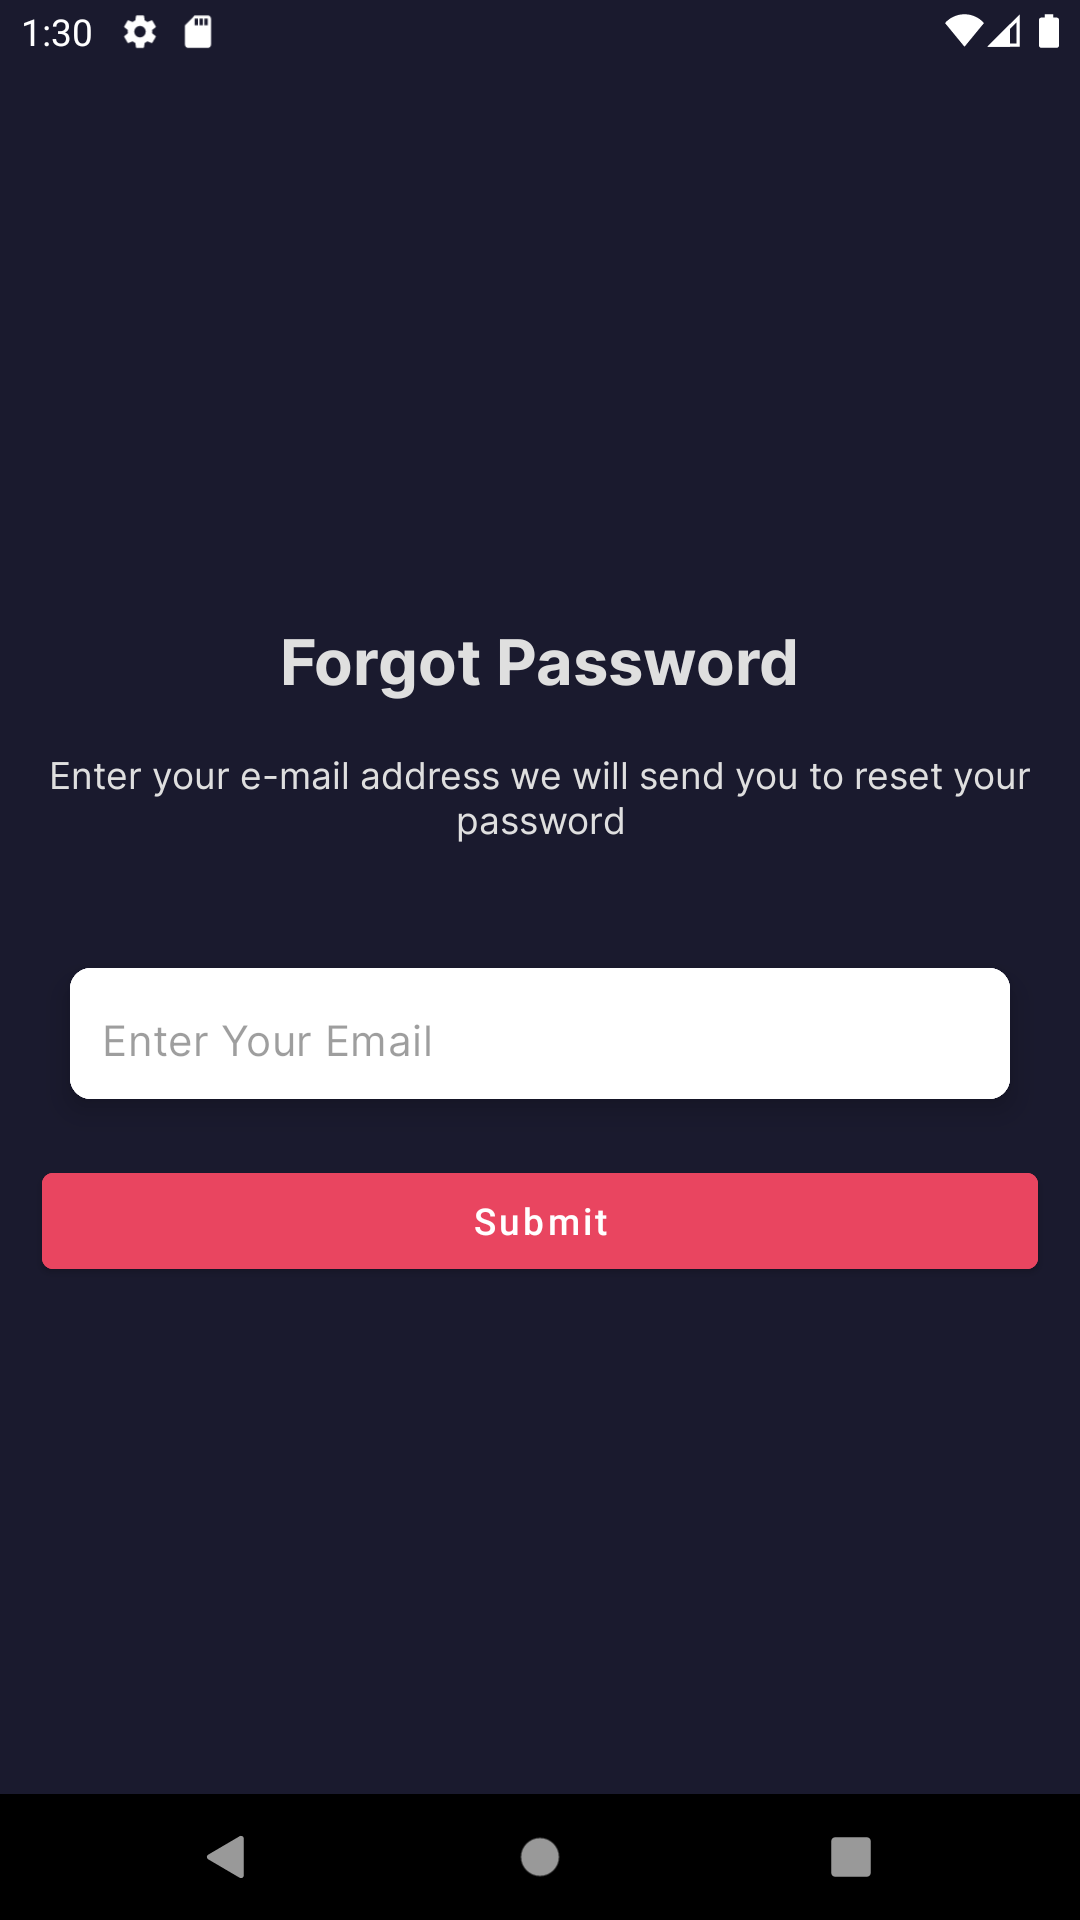 1:30
Forgot Password
Enter your e-mail address we will send you to reset your
password
Enter Your Email
Submit